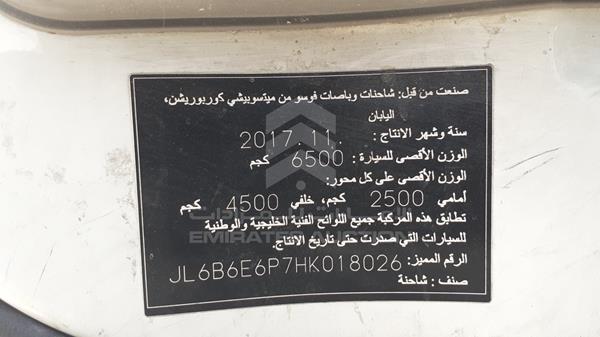 صنعت من قبل: شاحنات وباصات فوسو من ميتسوبيشي كوربوريشن،
اليابان
سنة وشهر الانتاج : 2017.11.
الوزن الأقصى للسيارة : 6500 كجم
الوزن الأقصى على كل محور:
أمامي 2500 كجم، خلفي 4500 كجم
تطابق هذه المركبة جميع اللوائح الفنية الخليجية والوطنية
للسيارات التي صدرت حتى تاريخ الانتاج.
EMIRATES AUCTION
الرقم المميز: JL6B6E6P7HK018026
صنف : شاحنة